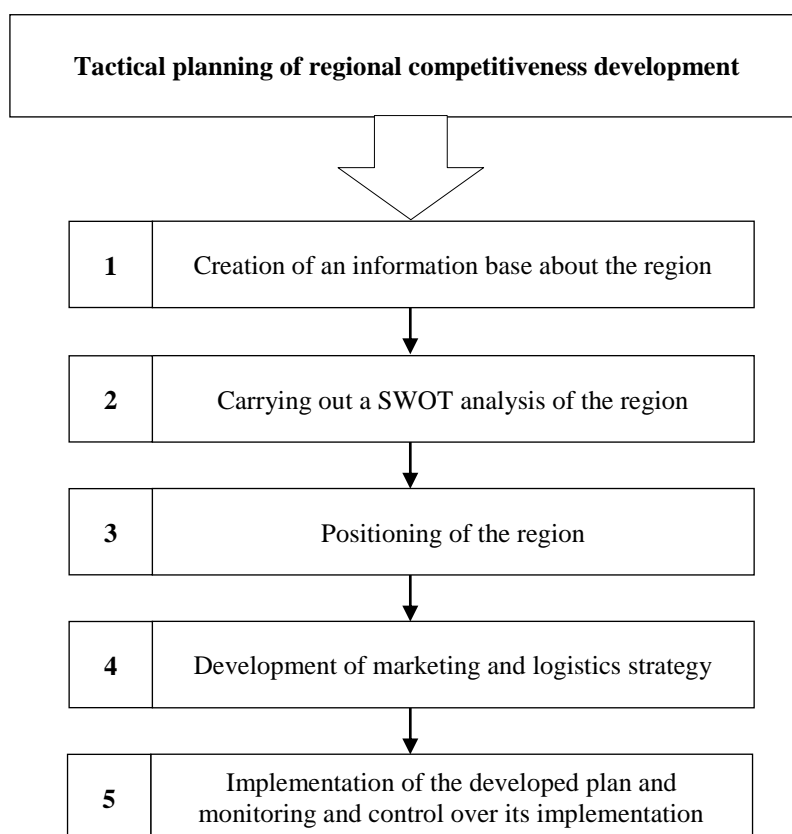 Tactical planning of regional competitiveness development
1
Creation of an information base about the region
2
Carrying out a SWOT analysis of the region
3
Positioning of the region
4
Development of marketing and logistics strategy
5
Implementation of the developed plan and
monitoring and control over its implementation